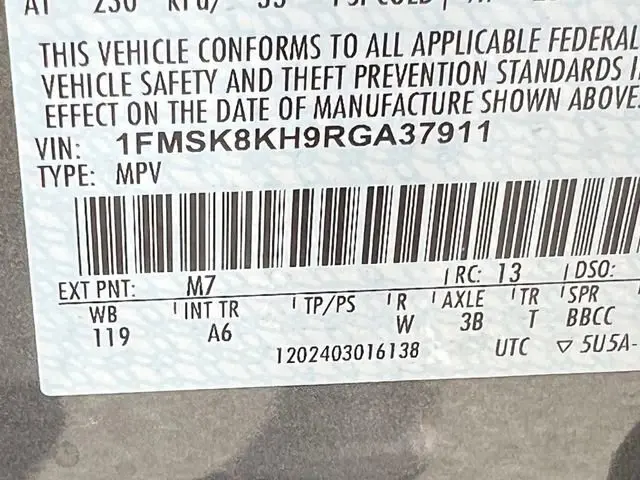 THIS VEHICLE CONFORMS TO ALL APPLICABLE FEDERAL
VEHICLE SAFETY AND THEFT PREVENTION STANDARDS
EFFECT ON THE DATE OF MANUFACTURE SHOWN ABOVE.
VIN: 1FMSK8KH9RGA37911
TYPE: MPV
EXT PNT: M7 RC: 13 DSO:
WB INT TR TP/PS R AXLE TR SPR
119 A6 W 3B T BBCC
1202403016138 UTC ▽ 5U5A-